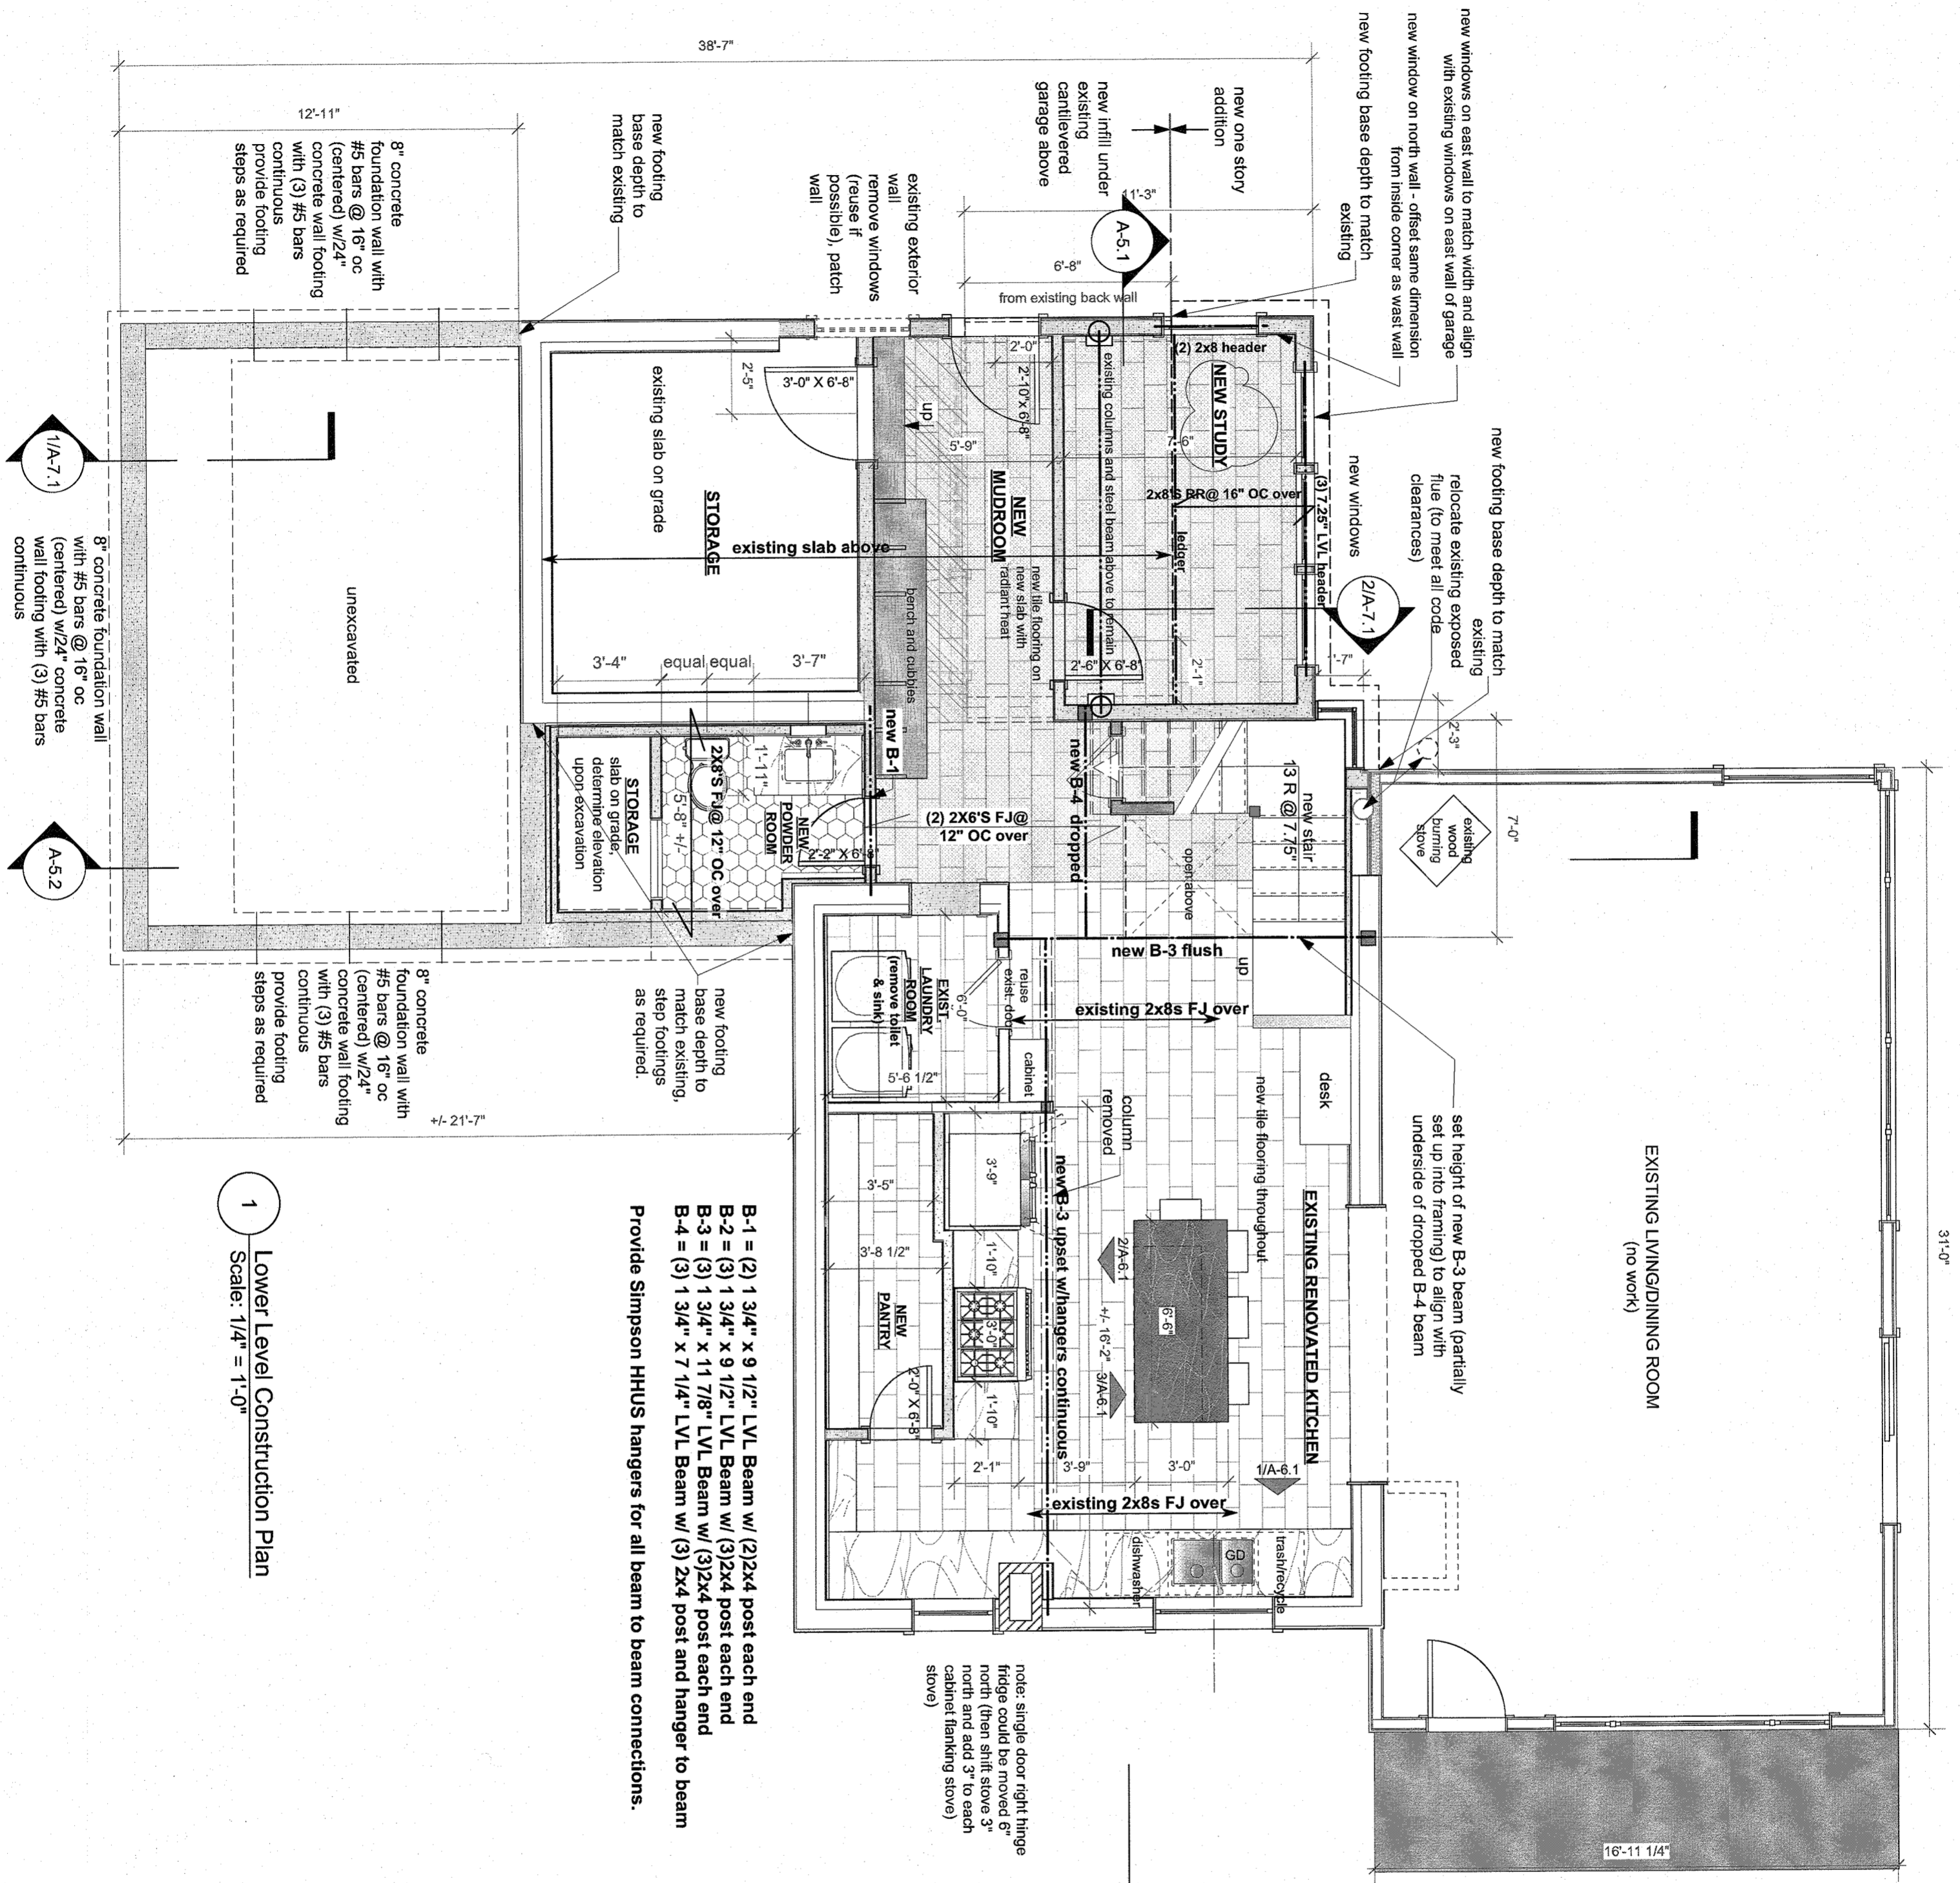 new windows on east wall to match width and align
with existing windows on east wall of garage
new window on north wall - offset same dimension
from inside corner as wast wall
new footing base depth to match
existing
new one story
addition
new infill under
existing
cantilevered
garage above
11'-3"
A-5.1
6'-8"
from existing back wall
38'-7"
12'-11"
8" concrete
foundation wall with
#5 bars @ 16" oc
(centered) w/24"
concrete wall footing
with (3) #5 bars
continuous
provide footing
steps as required
new footing
base depth to
match existing
existing exterior
wall
remove windows
(reuse if
possible), patch
wall
new footing base depth to match
existing
relocate existing exposed
flue (to meet all code
clearances)
new windows
2/A-7.1
(3) 7.25" LVL header
(2) 2x8 header
NEW STUDY
7'-6"
2x8'S RR@ 16" OC over
ledger
existing columns and steel beam above to remain
2'-6" X 6'-8"
2'-1"
2'-0"
2'-10"x 6'-8"
up
5'-9"
NEW
MUDROOM
new tile flooring on
new slab with
radiant heat
bench and cubbies
3'-0" X 6'-8"
2'-5"
existing slab on grade
STORAGE
existing slab above
3'-4"
equal
equal
3'-7"
1/A-7.1
unexcavated
8" concrete foundation wall
with #5 bars @ 16" oc
(centered) w/24" concrete
wall footing with (3) #5 bars
continuous
A-5.2
new B-1
1'-11"
2X8'S FJ@ 12" OC over
5'-8" +/-
NEW
POWDER
ROOM
2'-2" X 6'-8"
STORAGE
slab on grade,
determine elevation
upon excavation
(2) 2X6'S FJ@
12" OC over
new B-4 dropped
open above
new stair
13 R @ 7.75"
-7"
2'-3"
7'-0"
existing
wood
burning
stove
31'-0"
EXISTING LIVING/DINING ROOM
(no work)
set height of new B-3 beam (partially
set up into framing) to align with
underside of dropped B-4 beam
new B-3 flush
up
existing 2x8s FJ over
reuse
exist. door
6'-0"
EXIST.
LAUNDRY
ROOM
(remove toilet
& sink)
5'-6 1/2"
cabinet
desk
column
removed
new tile flooring throughout
EXISTING RENOVATED KITCHEN
new B-3 upset w/hangers continuous
2/A-6.1
+/- 16'-2"
3/A-6.1
6'-6"
1/A-6.1
3'-9"
3'-5"
3'-8 1/2"
1'-10"
3'-0"
1'-10"
NEW
PANTRY
2'-0" X 6'-8"
2'-1"
3'-9"
3'-0"
existing 2x8s FJ over
dishwasher
GD
trash/recycle
new footing
base depth to
match existing,
step footings
as required.
8" concrete
foundation wall with
#5 bars @ 16" oc
(centered) w/24"
concrete wall footing
with (3) #5 bars
continuous
provide footing
steps as required
+/- 21'-7"
B-1 = (2) 1 3/4" x 9 1/2" LVL Beam w/ (2)2x4 post each end
B-2 = (3) 1 3/4" x 9 1/2" LVL Beam w/ (3)2x4 post each end
B-3 = (3) 1 3/4" x 11 7/8" LVL Beam w/ (3)2x4 post each end
B-4 = (3) 1 3/4" x 7 1/4" LVL Beam w/ (3) 2x4 post and hanger to beam
Provide Simpson HHUS hangers for all beam to beam connections.
note: single door right hinge
fridge could be moved 6"
north (then shift stove 3"
north and add 3" to each
cabinet flanking stove)
16'-11 1/4"
1
Lower Level Construction Plan
Scale: 1/4" = 1'-0"